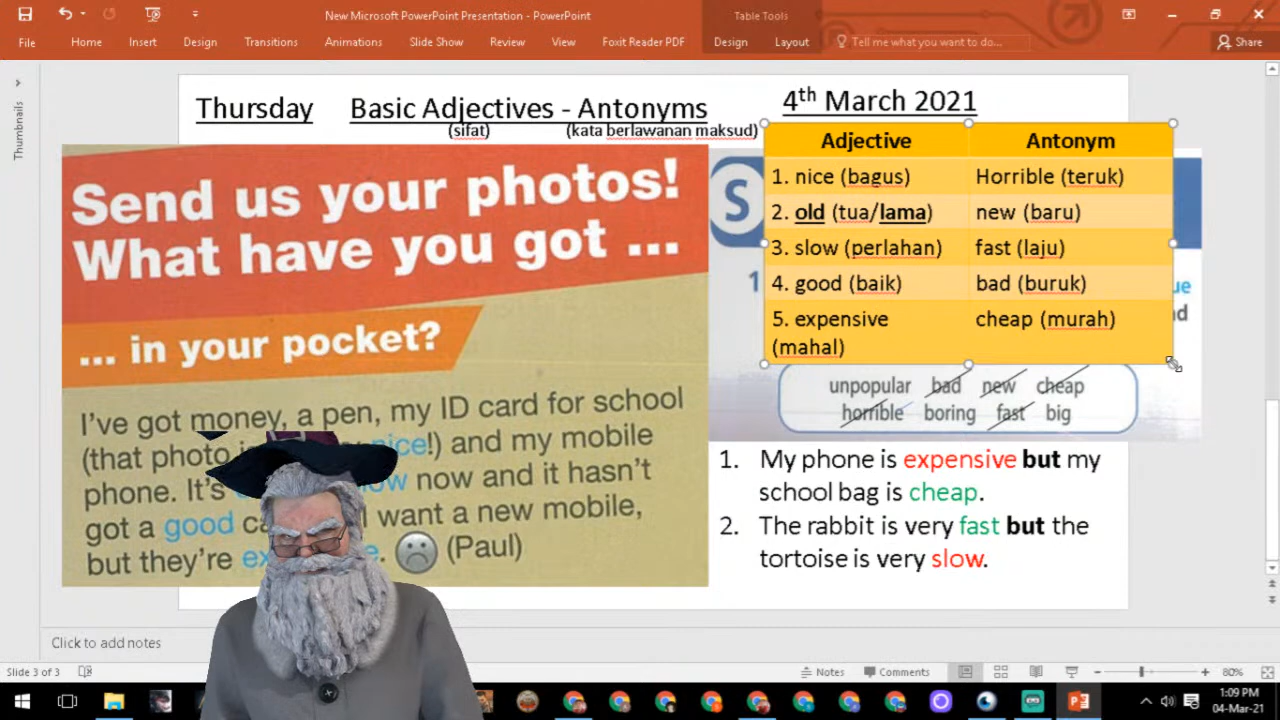 New Microsoft PowerPoint Presentation - PowerPoint
Table Tools
File Home Insert Design Transitions Animations Slide Show Review View Foxit Reader PDF Design Layout Tell me what you want to do... Share
Thumbnails
Thursday Basic Adjectives - Antonyms 4th March 2021
(sifat) (kata berlawanan maksud)
Send us your photos!
What have you got ...
... in your pocket?
I've got money, a pen, my ID card for school
(that photo nice!) and my mobile
phone. It's now and it hasn't
got a good I want a new mobile,
but they're (Paul)
S
Adjective Antonym
1. nice (bagus) Horrible (teruk)
2. old (tua/lama) new (baru)
3. slow (perlahan) fast (laju)
4. good (baik) bad (buruk)
5. expensive cheap (murah)
(mahal)
1
unpopular bad new cheap
horrible boring fast big
1. My phone is expensive but my
school bag is cheap.
2. The rabbit is very fast but the
tortoise is very slow.
Click to add notes
Slide 3 of 3 Notes Comments 80%
1:09 PM
04-Mar-21